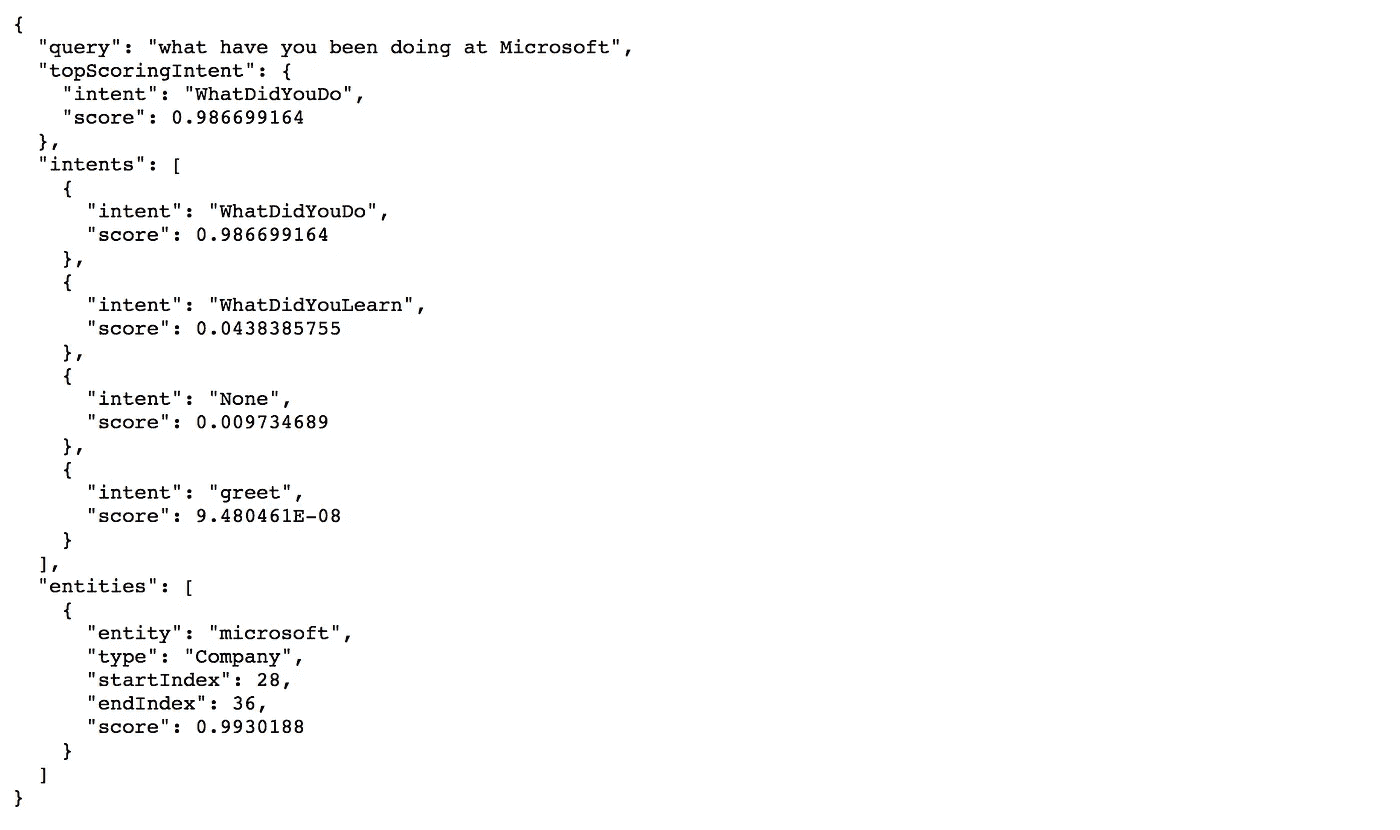 {
  "query": "what have you been doing at Microsoft",
  "topScoringIntent": {
    "intent": "WhatDidYouDo",
    "score": 0.986699164
  },
  "intents": [
    {
      "intent": "WhatDidYouDo",
      "score": 0.986699164
    },
    {
      "intent": "WhatDidYouLearn",
      "score": 0.0438385755
    },
    {
      "intent": "None",
      "score": 0.009734689
    },
    {
      "intent": "greet",
      "score": 9.480461E-08
    }
  ],
  "entities": [
    {
      "entity": "microsoft",
      "type": "Company",
      "startIndex": 28,
      "endIndex": 36,
      "score": 0.9930188
    }
  ]
}